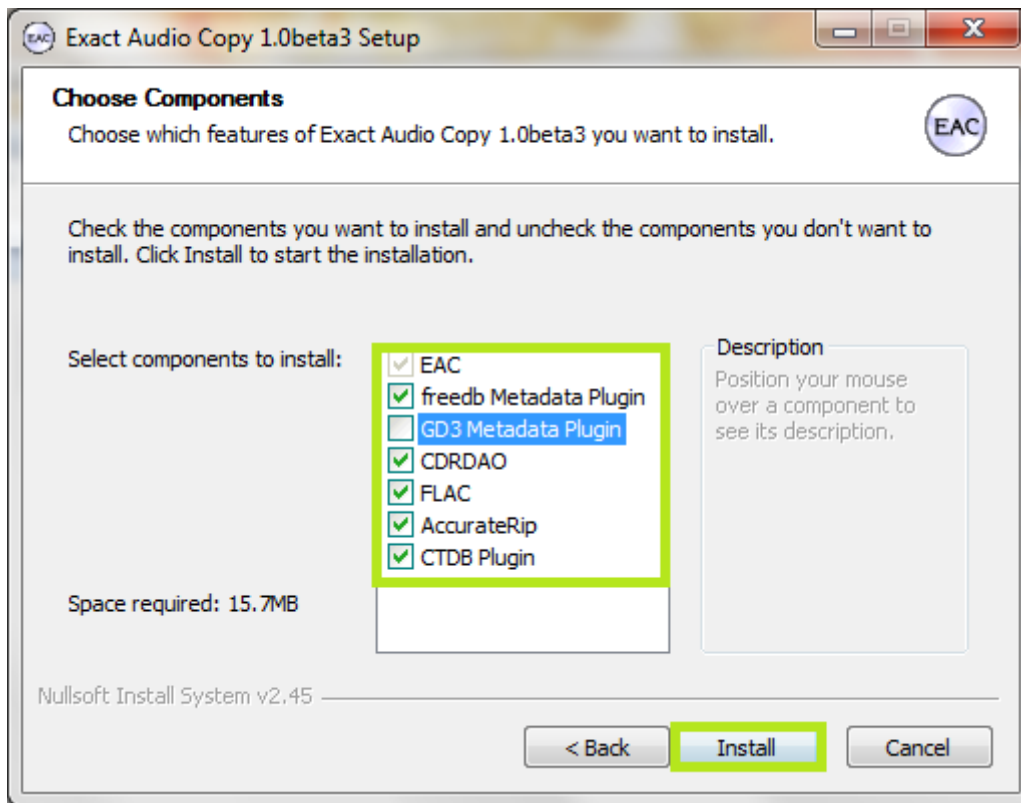 EAC Exact Audio Copy 1.0beta3 Setup
Choose Components
Choose which features of Exact Audio Copy 1.0beta3 you want to install.
EAC
Check the components you want to install and uncheck the components you don't want to
install. Click Install to start the installation.
Select components to install:
EAC
freedb Metadata Plugin
GD3 Metadata Plugin
CDRDAO
FLAC
AccurateRip
CTDB Plugin
Description
Position your mouse
over a component to
see its description.
Space required: 15.7MB
Nullsoft Install System v2.45
< Back
Install
Cancel